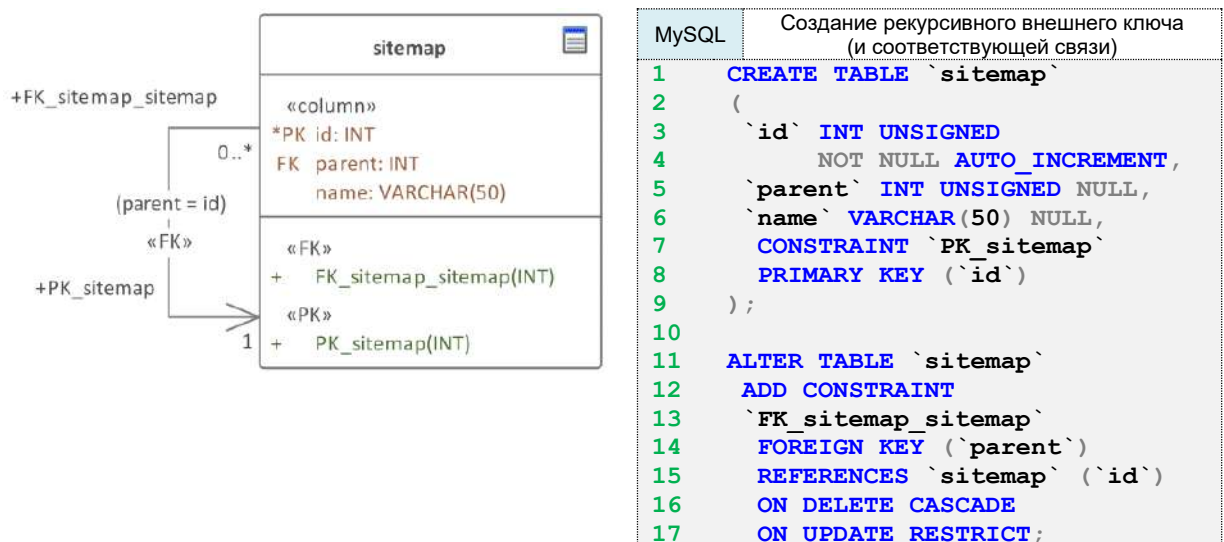 sitemap
+FK_sitemap_sitemap
0..*
(parent = id)
«FK»
+PK_sitemap
1
«column»
*PK id: INT
FK parent: INT
name: VARCHAR(50)
«FK»
+ FK_sitemap_sitemap(INT)
«PK»
+ PK_sitemap(INT)
MySQL
Создание рекурсивного внешнего ключа
(и соответствующей связи)
1 CREATE TABLE `sitemap`
2 (
3 `id` INT UNSIGNED
4 NOT NULL AUTO_INCREMENT,
5 `parent` INT UNSIGNED NULL,
6 `name` VARCHAR(50) NULL,
7 CONSTRAINT `PK_sitemap`
8 PRIMARY KEY (`id`)
9 );
10
11 ALTER TABLE `sitemap`
12 ADD CONSTRAINT
13 `FK_sitemap_sitemap`
14 FOREIGN KEY (`parent`)
15 REFERENCES `sitemap` (`id`)
16 ON DELETE CASCADE
17 ON UPDATE RESTRICT;